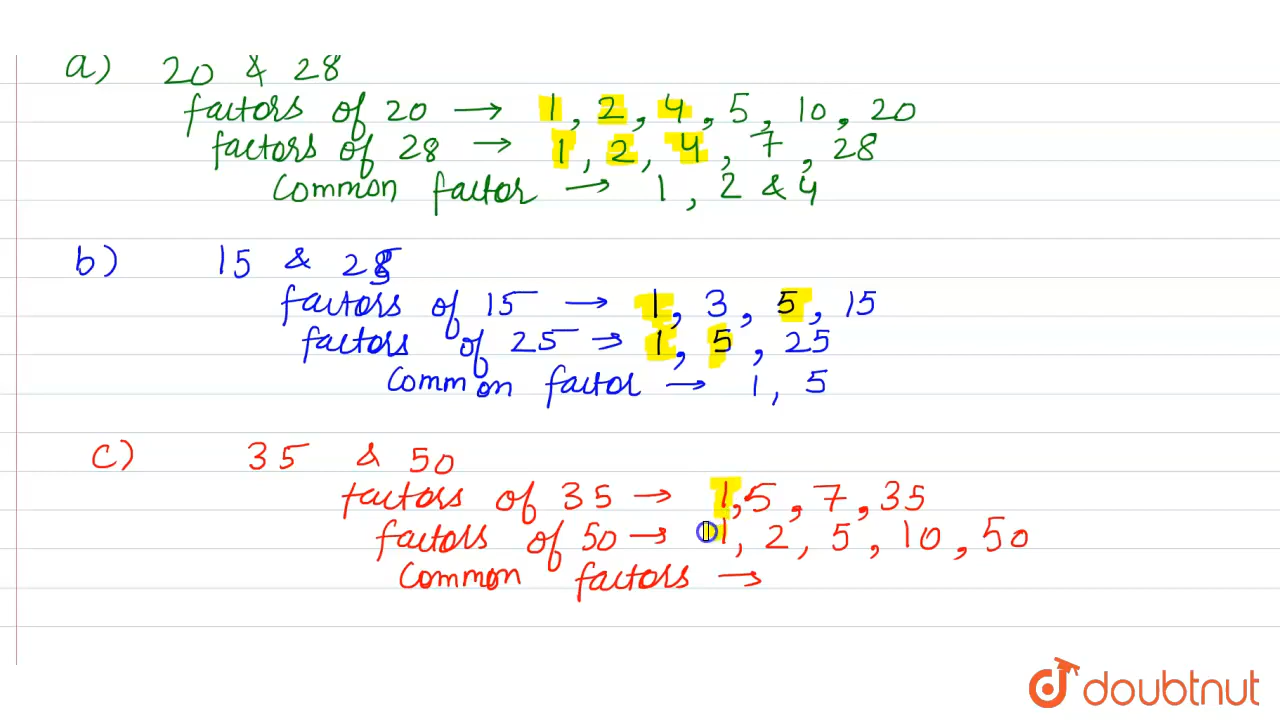 a) 20 & 28
factors of 20 → 1, 2, 4, 5, 10, 20
factors of 28 → 1, 2, 4, 7, 28
Common factor → 1, 2 & 4
b) 15 & 25
factors of 15 → 1, 3, 5, 15
factors of 25 → 1, 5, 25
Common factor → 1, 5
c) 35 & 50
factors of 35 → 1, 5, 7, 35
factors of 50 → 1, 2, 5, 10, 50
Common factors →
doubtnut